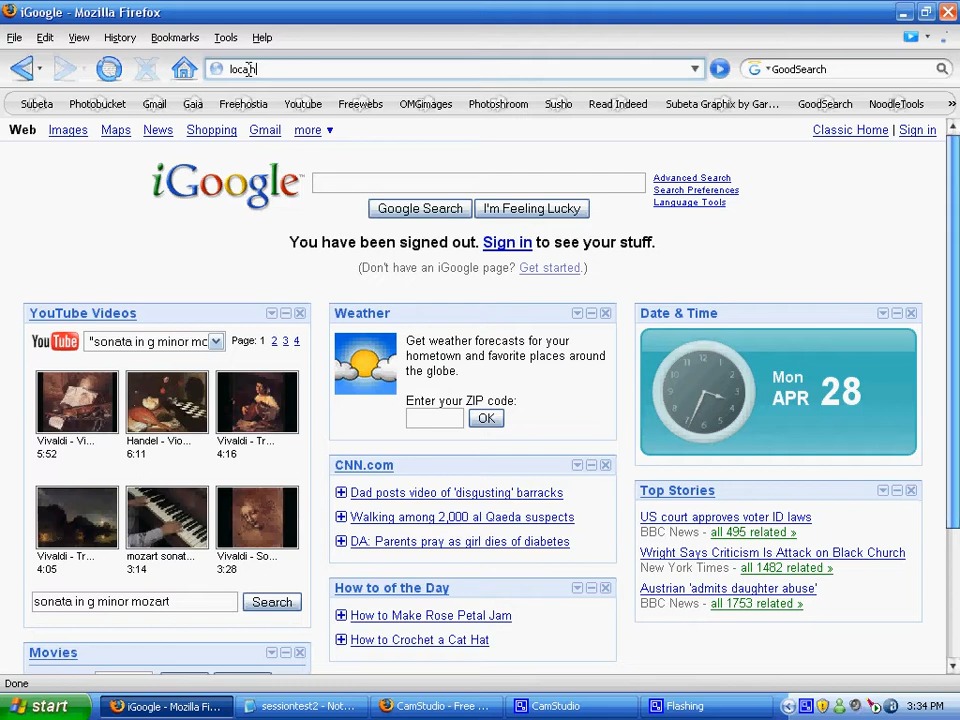 iGoogle - Mozilla Firefox
File Edit View History Bookmarks Tools Help
GoodSearch
Subeta Photobucket Gmail Gaia Freehostia Youtube Freewebs OMGimages Photoshroom Susho Read Indeed Subeta Graphix by Gar... GoodSearch NoodleTools »
Web Images Maps News Shopping Gmail more ▼ Classic Home | Sign in
iGoogle™
Advanced Search
Search Preferences
Language Tools
Google Search I'm Feeling Lucky
You have been signed out. Sign in to see your stuff.
(Don't have an iGoogle page? Get started.)
YouTube Videos
You Tube "sonata in g minor mo Page: 1 2 3 4
Vivaldi - Vi... Handel - Vio... Vivaldi - Tr...
5:52 6:11 4:16
Vivaldi - Tr... mozart sonat... Vivaldi - So...
4:05 3:14 3:28
sonata in g minor mozart Search
Movies
Weather
Get weather forecasts for your
hometown and favorite places around
the globe.
Enter your ZIP code:
OK
CNN.com
Dad posts video of 'disgusting' barracks
Walking among 2,000 al Qaeda suspects
DA: Parents pray as girl dies of diabetes
How to of the Day
How to Make Rose Petal Jam
How to Crochet a Cat Hat
Date & Time
Mon
APR 28
Top Stories
US court approves voter ID laws
BBC News - all 495 related »
Wright Says Criticism Is Attack on Black Church
New York Times - all 1482 related »
Austrian 'admits daughter abuse'
BBC News - all 1753 related »
Done
start iGoogle - Mozilla Fi... sessiontest2 - Not... CamStudio - Free ... CamStudio Flashing 3:34 PM